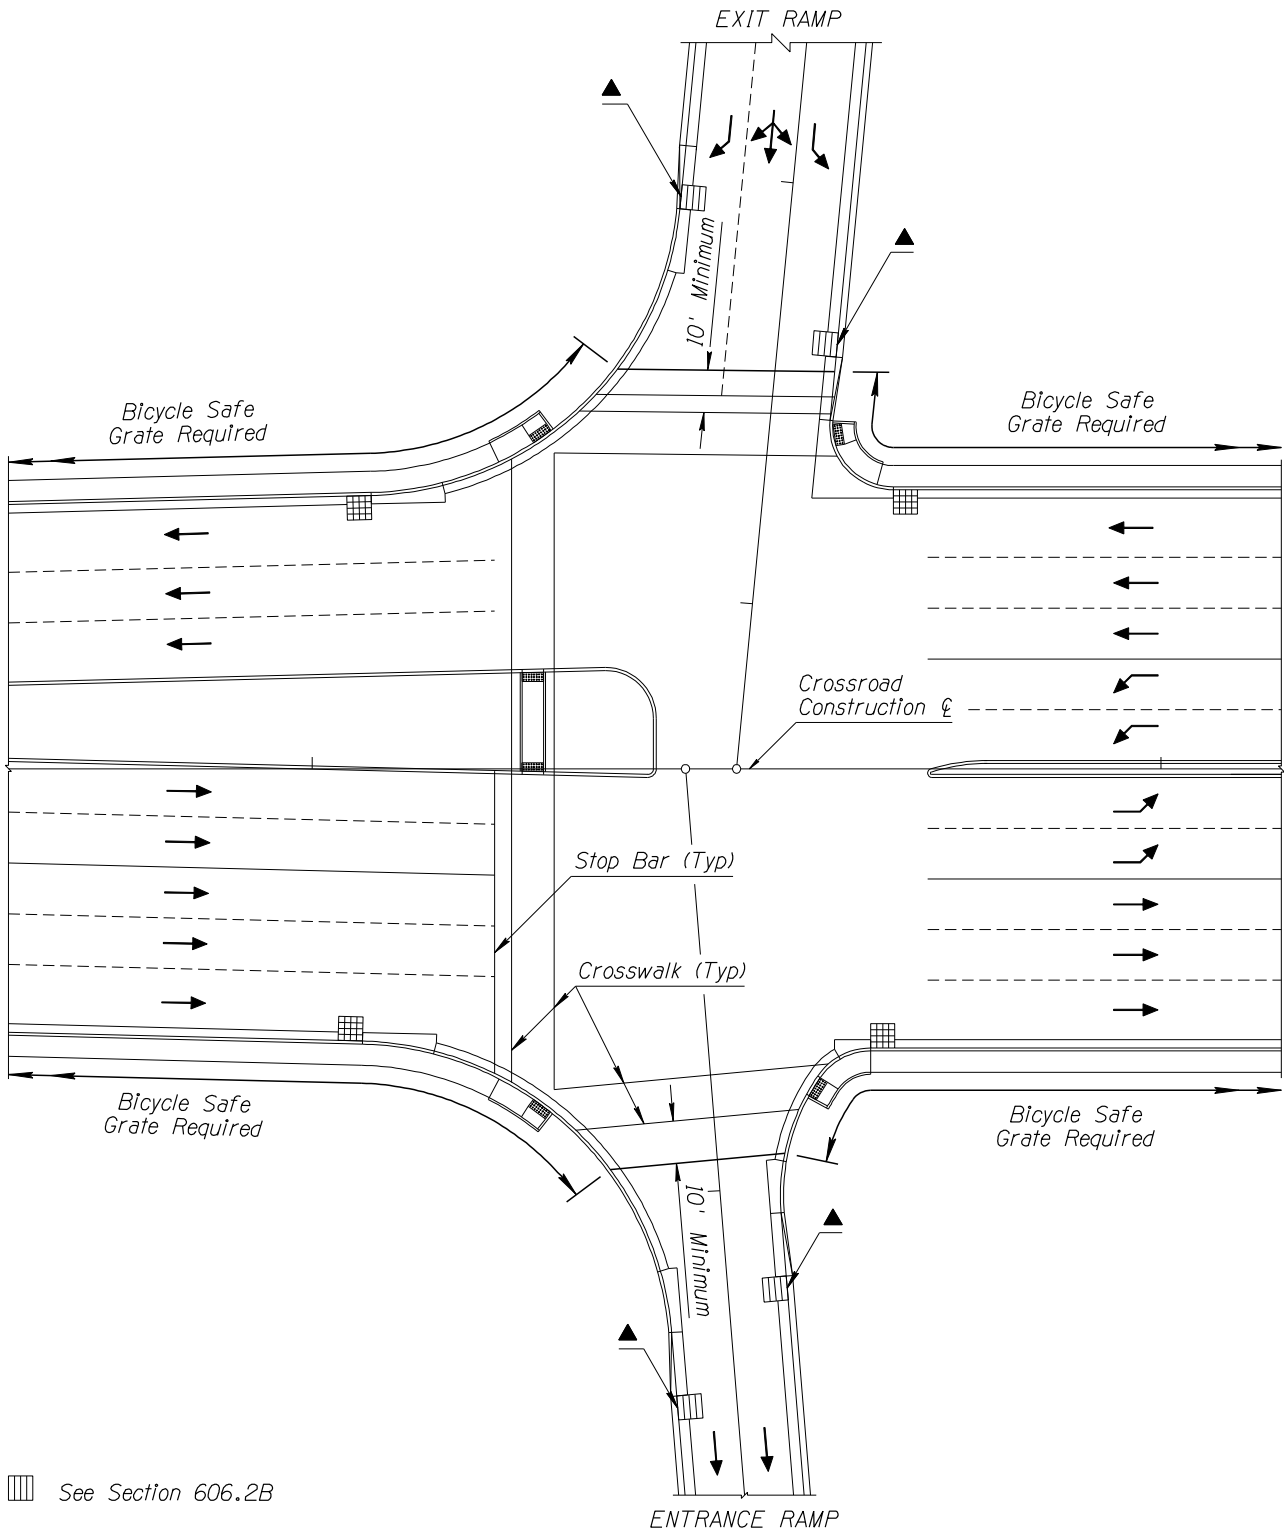 EXIT RAMP
10' Minimum
Bicycle Safe
Grate Required
Bicycle Safe
Grate Required
Crossroad
Construction ℄
Stop Bar (Typ)
Crosswalk (Typ)
Bicycle Safe
Grate Required
Bicycle Safe
Grate Required
10' Minimum
See Section 606.2B
ENTRANCE RAMP